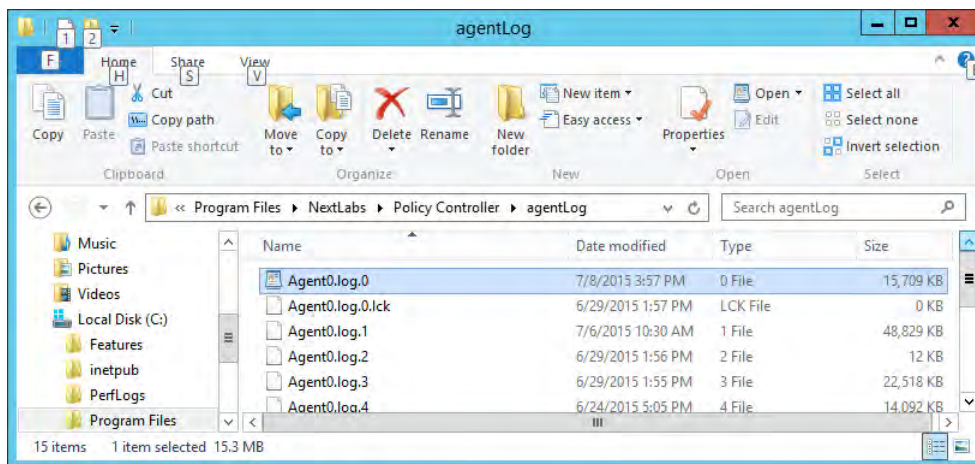 1
2
agentLog
F
Home
Share
View
H
S
V
Cut
Copy path
Paste shortcut
Copy
Paste
Move to
Copy to
Delete
Rename
New folder
New item
Easy access
Properties
Open
Edit
Select all
Select none
Invert selection
Clipboard
Organize
New
Open
Select
« Program Files
NextLabs
Policy Controller
agentLog
Search agentLog
Music
Pictures
Videos
Local Disk (C:)
Features
inetpub
PerfLogs
Program Files
Name Date modified Type Size
Agent0.log.0 7/8/2015 3:57 PM 0 File 15,709 KB
Agent0.log.0.lck 6/29/2015 1:57 PM LCK File 0 KB
Agent0.log.1 7/6/2015 10:30 AM 1 File 48,829 KB
Agent0.log.2 6/29/2015 1:56 PM 2 File 12 KB
Agent0.log.3 6/29/2015 1:55 PM 3 File 22,518 KB
Agent0.log.4 6/24/2015 5:05 PM 4 File 14,092 KB
15 items 1 item selected 15.3 MB